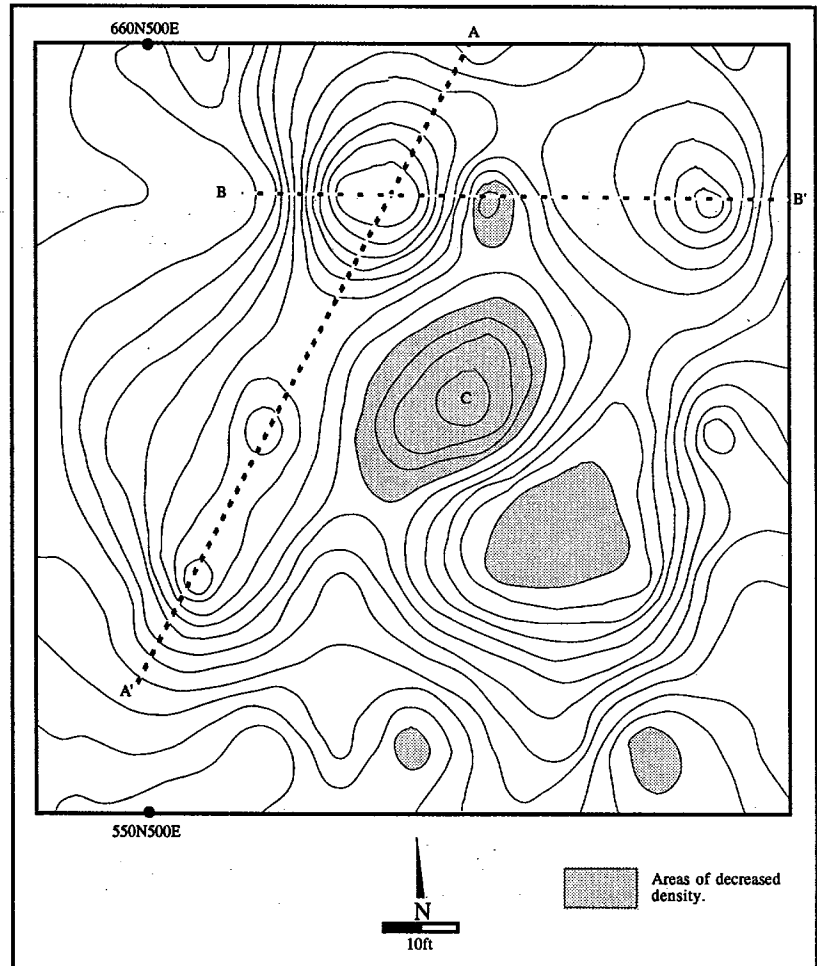 660N500E
A
B
B'
C
A'
550N500E
N
10ft
Areas of decreased
density.